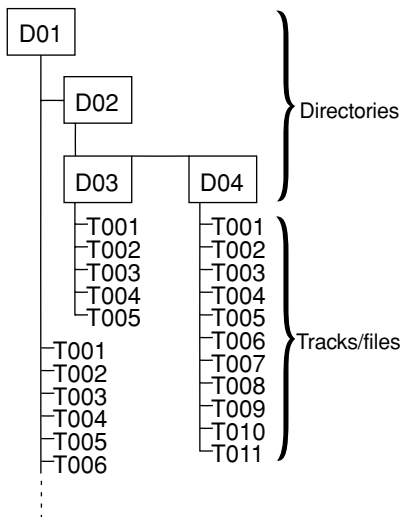 D01
D02
Directories
D03
D04
T001
T002
T003
T004
T005
T001
T002
T003
T004
T005
T006
T007
T008
T009
T010
T011
Tracks/files
T001
T002
T003
T004
T005
T006